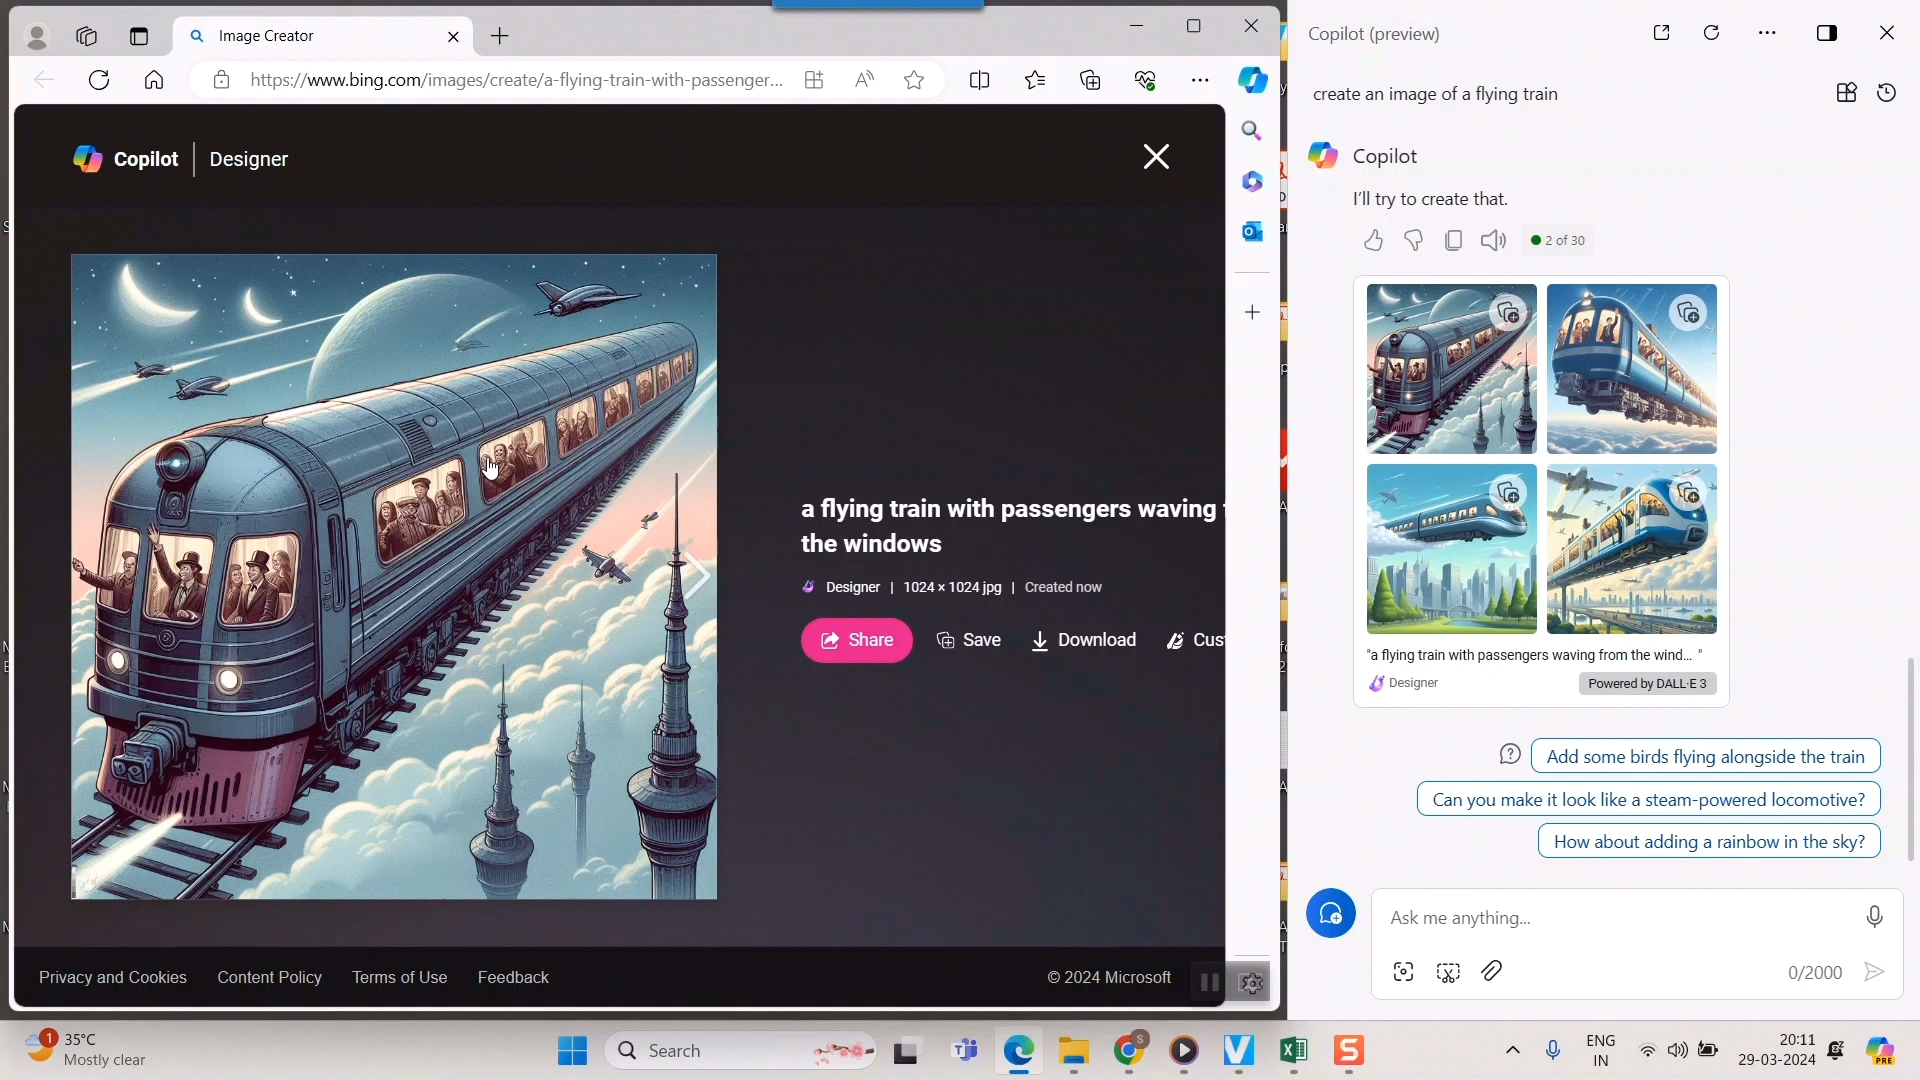 Image Creator
https://www.bing.com/images/create/a-flying-train-with-passenger...
Copilot | Designer
a flying train with passengers waving
the windows
Designer | 1024 × 1024 jpg | Created now
Share Save Download Cust
Privacy and Cookies Content Policy Terms of Use Feedback © 2024 Microsoft
Copilot (preview)
create an image of a flying train
Copilot
I'll try to create that.
2 of 30
"a flying train with passengers waving from the wind... "
Designer Powered by DALL·E 3
Add some birds flying alongside the train
Can you make it look like a steam-powered locomotive?
How about adding a rainbow in the sky?
Ask me anything...
0/2000
1 35°C
Mostly clear
Search
S
ENG
IN
20:11
29-03-2024
PRE